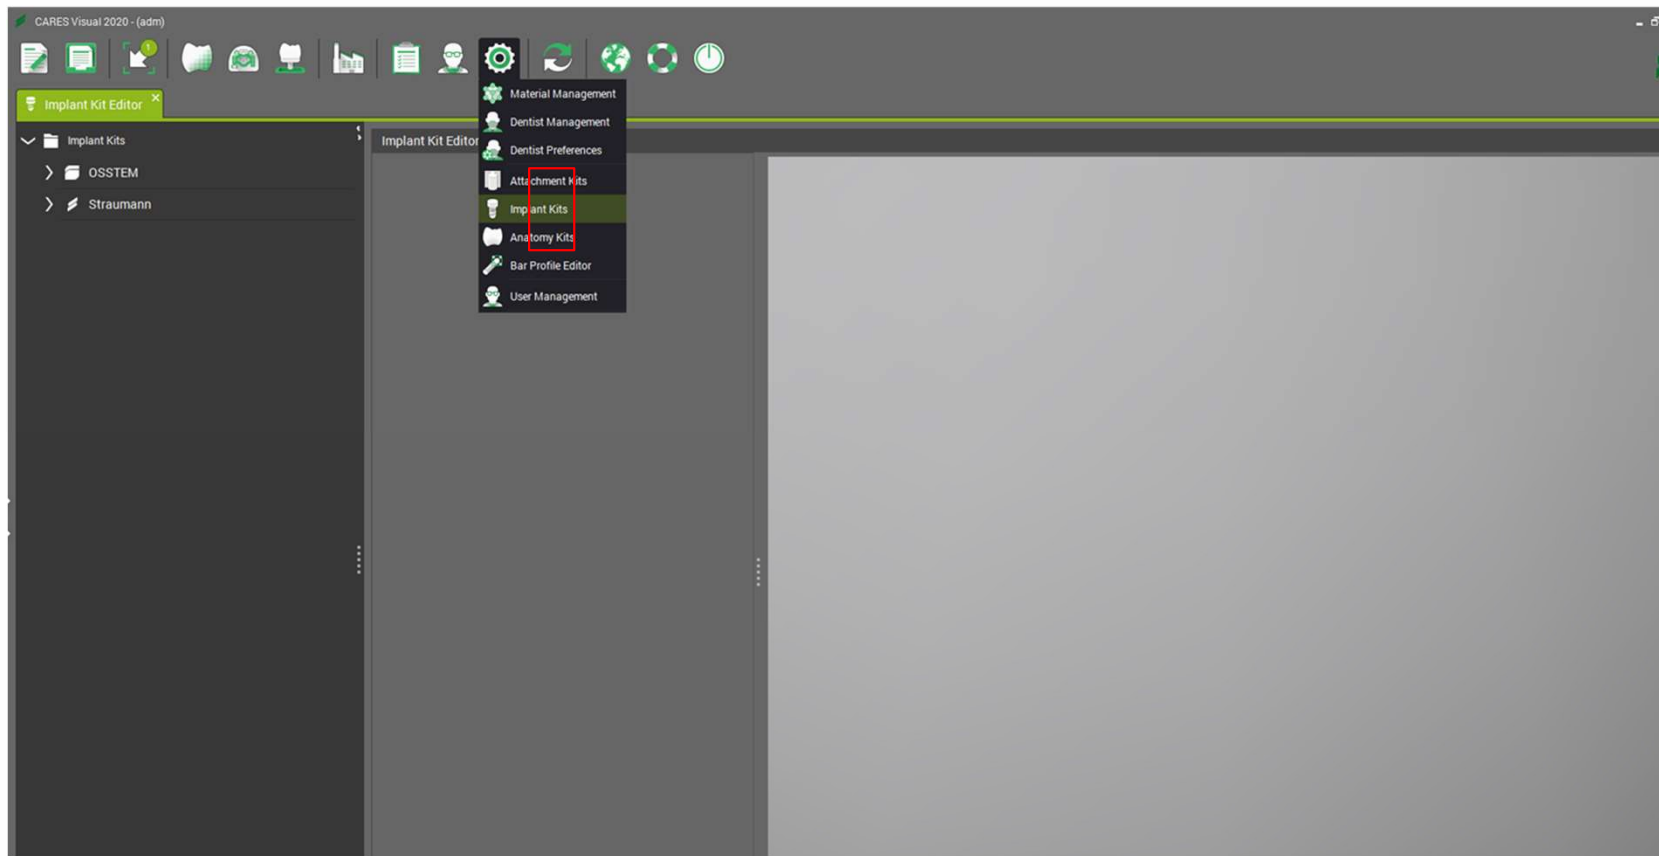 CARES Visual 2020 - (adm)
1
Implant Kit Editor
Implant Kits
OSSTEM
Straumann
Implant Kit Editor
Material Management
Dentist Management
Dentist Preferences
Attachment Kits
Implant Kits
Anatomy Kits
Bar Profile Editor
User Management